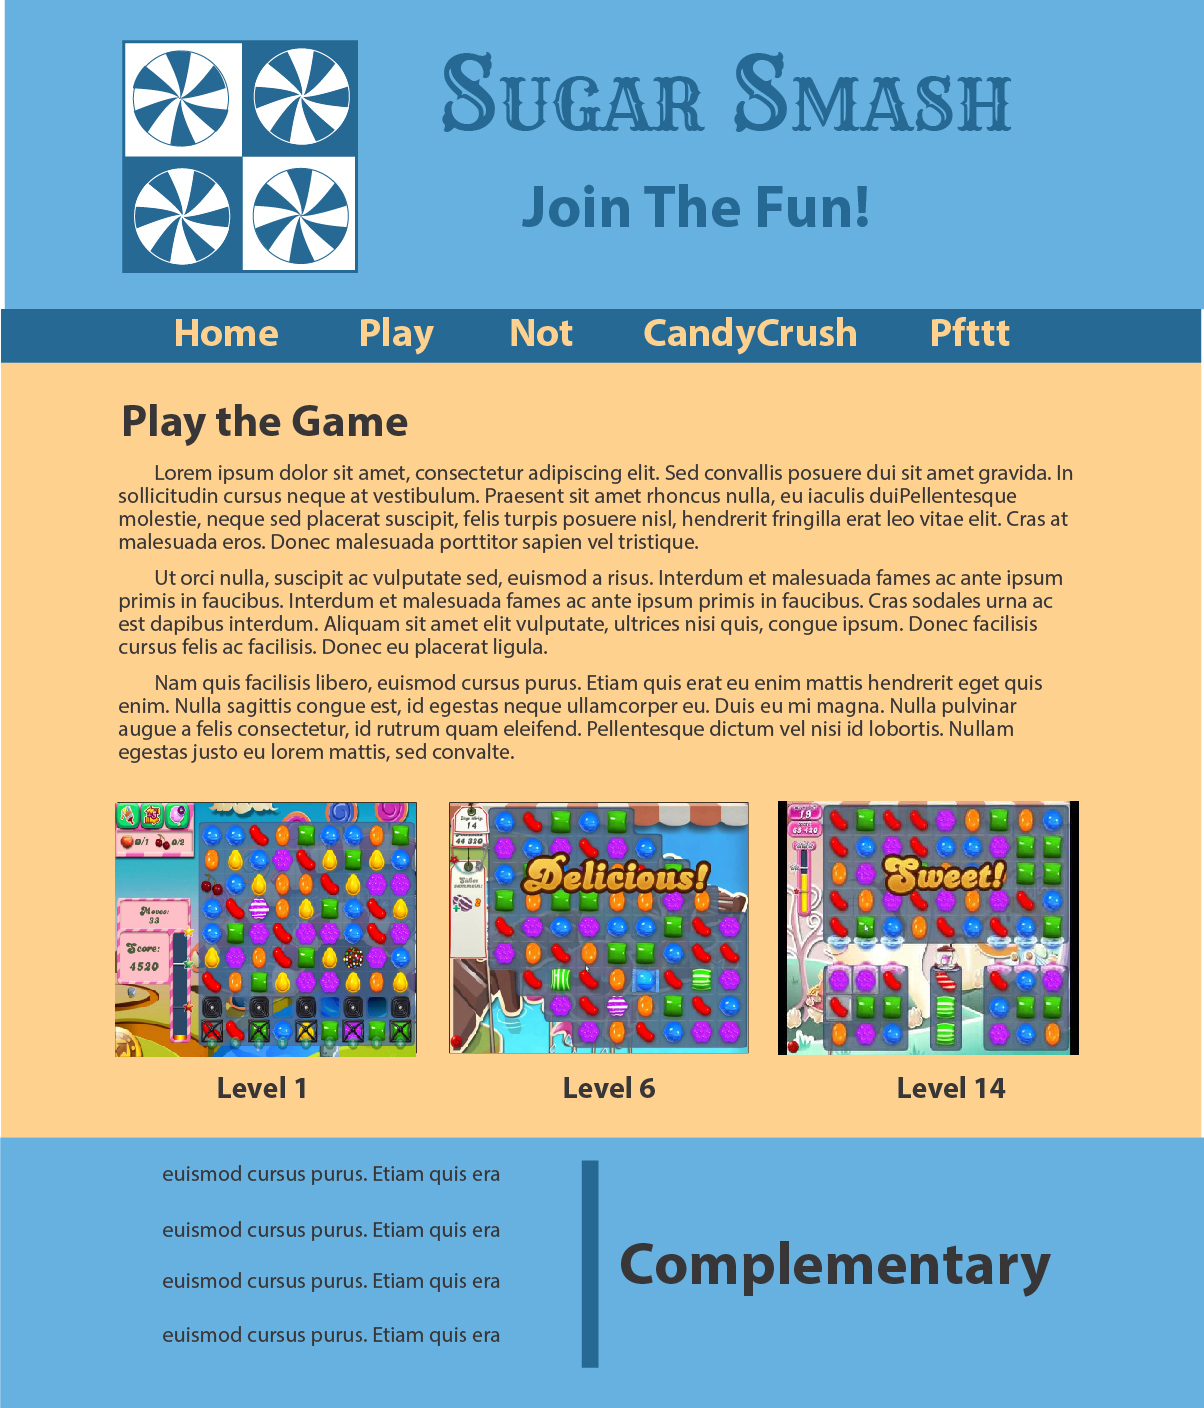 Sugar Smash
Join The Fun!
Home Play Not CandyCrush Pfttt
Play the Game
Lorem ipsum dolor sit amet, consectetur adipiscing elit. Sed convallis posuere dui sit amet gravida. In
sollicitudin cursus neque at vestibulum. Praesent sit amet rhoncus nulla, eu iaculis duiPellentesque
molestie, neque sed placerat suscipit, felis turpis posuere nisl, hendrerit fringilla erat leo vitae elit. Cras at
malesuada eros. Donec malesuada porttitor sapien vel tristique.
Ut orci nulla, suscipit ac vulputate sed, euismod a risus. Interdum et malesuada fames ac ante ipsum
primis in faucibus. Interdum et malesuada fames ac ante ipsum primis in faucibus. Cras sodales urna ac
est dapibus interdum. Aliquam sit amet elit vulputate, ultrices nisi quis, congue ipsum. Donec facilisis
cursus felis ac facilisis. Donec eu placerat ligula.
Nam quis facilisis libero, euismod cursus purus. Etiam quis erat eu enim mattis hendrerit eget quis
enim. Nulla sagittis congue est, id egestas neque ullamcorper eu. Duis eu mi magna. Nulla pulvinar
augue a felis consectetur, id rutrum quam eleifend. Pellentesque dictum vel nisi id lobortis. Nullam
egestas justo eu lorem mattis, sed convalte.
0/1 0/2
Moves:
33
Score:
4520
14
44 320
Delicious!
19
Sweet!
Level 1
Level 6
Level 14
euismod cursus purus. Etiam quis era
euismod cursus purus. Etiam quis era
euismod cursus purus. Etiam quis era
euismod cursus purus. Etiam quis era
Complementary